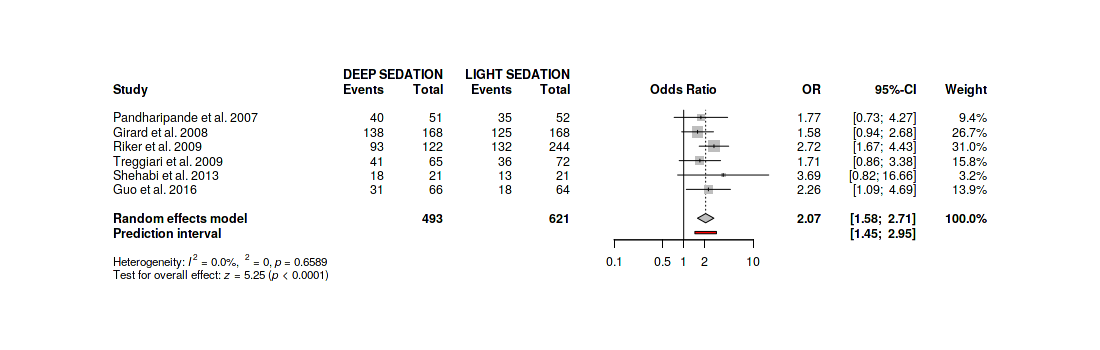 DEEP SEDATION LIGHT SEDATION
Study Events Total Events Total Odds Ratio OR 95%-CI Weight
Pandharipande et al. 2007 40 51 35 52 1.77 [0.73; 4.27] 9.4%
Girard et al. 2008 138 168 125 168 1.58 [0.94; 2.68] 26.7%
Riker et al. 2009 93 122 132 244 2.72 [1.67; 4.43] 31.0%
Treggiari et al. 2009 41 65 36 72 1.71 [0.86; 3.38] 15.8%
Shehabi et al. 2013 18 21 13 21 3.69 [0.82; 16.66] 3.2%
Guo et al. 2016 31 66 18 64 2.26 [1.09; 4.69] 13.9%
Random effects model 493 621 2.07 [1.58; 2.71] 100.0%
Prediction interval [1.45; 2.95]
0.1 0.5 1 2 10
Heterogeneity: I² = 0.0%, ² = 0, p = 0.6589
Test for overall effect: z = 5.25 (p < 0.0001)